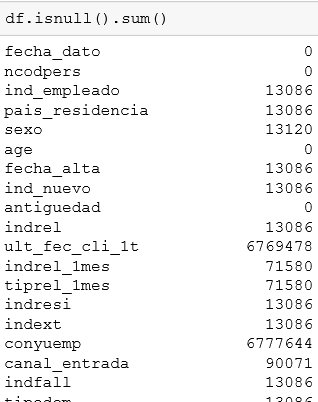 df.isnull().sum()
fecha_dato 0
ncodpers 0
ind_empleado 13086
pais_residencia 13086
sexo 13120
age 0
fecha_alta 13086
ind_nuevo 13086
antiguedad 0
indrel 13086
ult_fec_cli_1t 6769478
indrel_1mes 71580
tiprel_1mes 71580
indresi 13086
indext 13086
conyuemp 6777644
canal_entrada 90071
indfall 13086
tipodom 13086